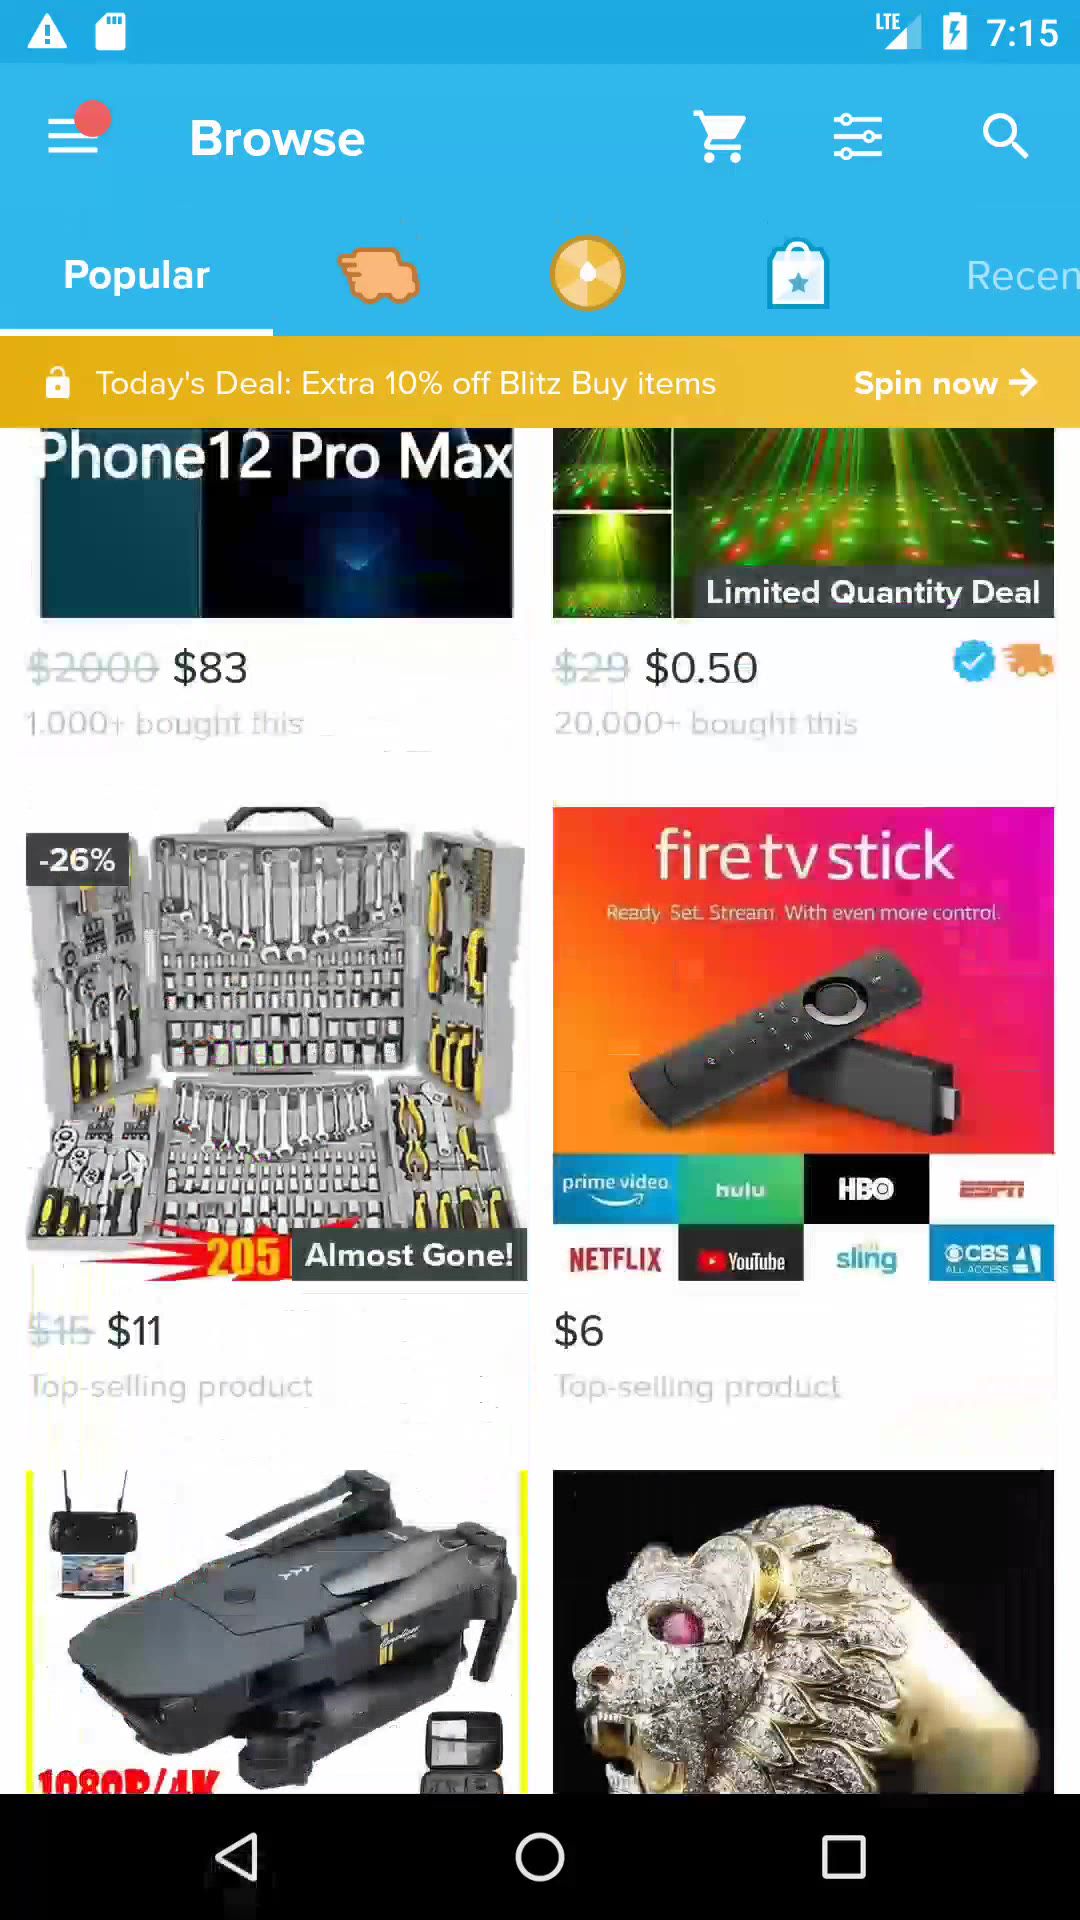 LTE 7:15
Browse
Popular
Recen
Today's Deal: Extra 10% off Blitz Buy items
Spin now →
Phone12 Pro Max
Limited Quantity Deal
$2000 $83
$29 $0.50
1,000+ bought this
20,000+ bought this
-26%
205
Almost Gone!
fire tv stick
Ready. Set. Stream. With even more control.
prime video
hulu
HBO
ESPN
NETFLIX
YouTube
sling
CBS
ALL ACCESS
$15 $11
$6
Top-selling product
Top-selling product
1080P/4K